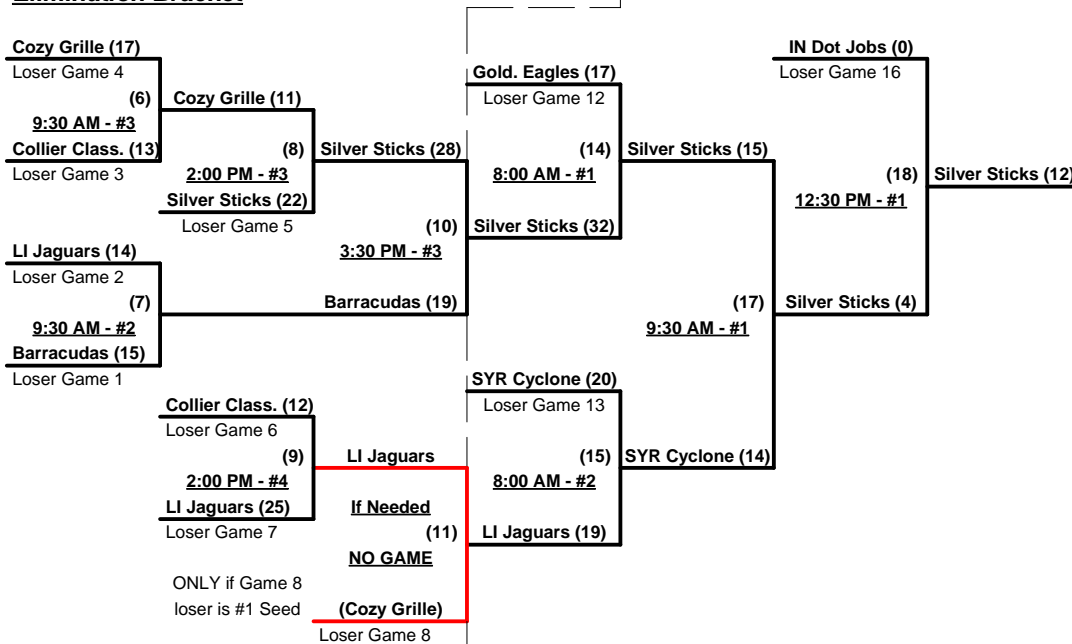 Elimination Bracket
Cozy Grille (17)
Loser Game 4
(6)
9:30 AM - #3
Collier Class. (13)
Loser Game 3
Cozy Grille (11)
(8)
2:00 PM - #3
Silver Sticks (22)
Loser Game 5
LI Jaguars (14)
Loser Game 2
(7)
9:30 AM - #2
Barracudas (15)
Loser Game 1
Silver Sticks (28)
(10)
3:30 PM - #3
Barracudas (19)
Collier Class. (12)
Loser Game 6
(9)
2:00 PM - #4
LI Jaguars (25)
Loser Game 7
LI Jaguars
If Needed
(11)
NO GAME
ONLY if Game 8
loser is #1 Seed
(Cozy Grille)
Loser Game 8
Gold. Eagles (17)
Loser Game 12
(14)
8:00 AM - #1
Silver Sticks (32)
SYR Cyclone (20)
Loser Game 13
(15)
8:00 AM - #2
LI Jaguars (19)
Silver Sticks (15)
(17)
9:30 AM - #1
SYR Cyclone (14)
IN Dot Jobs (0)
Loser Game 16
(18)
12:30 PM - #1
Silver Sticks (4)
Silver Sticks (12)